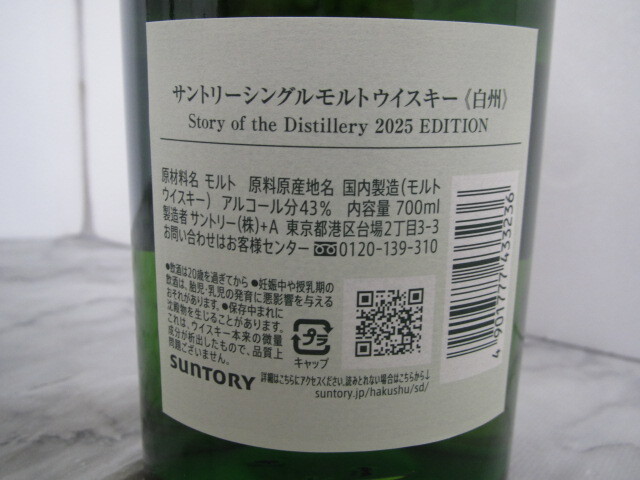 サントリーシングルモルトウイスキー《白州》
Story of the Distillery 2025 EDITION
原材料名 モルト 原料原産地名 国内製造(モルト
ウイスキー) アルコール分43% 内容量 700ml
製造者 サントリー(株)+A 東京都港区台場2丁目3-3
お問い合わせはお客様センター 0120-139-310
●飲酒は20歳を過ぎてから ●妊娠中や授乳期の
飲酒は、胎児・乳児の発育に悪影響を与える
おそれがあります。●保存中まれに
沈殿物を生じることがあります。
これは、ウイスキー本来の微量
成分が析出したもので、品質上
問題ございません。
プラ
キャップ
SUNTORY
詳細はこちらにアクセスください。読みとれない場合はこちらから↓
suntory.jp/hakushu/sd/
4 901777 433236